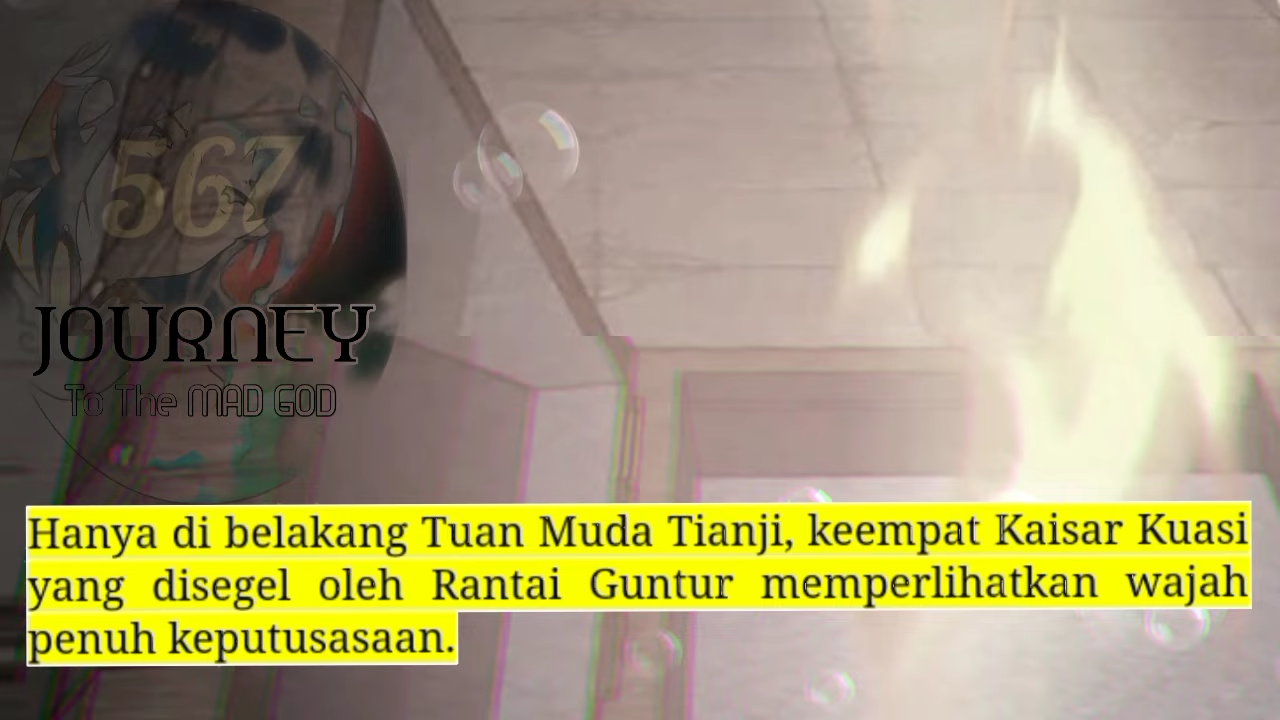 567
JOURNEY
To The MAD GOD
Hanya di belakang Tuan Muda Tianji, keempat Kaisar Kuasi
yang disegel oleh Rantai Guntur memperlihatkan wajah
penuh keputusasaan.